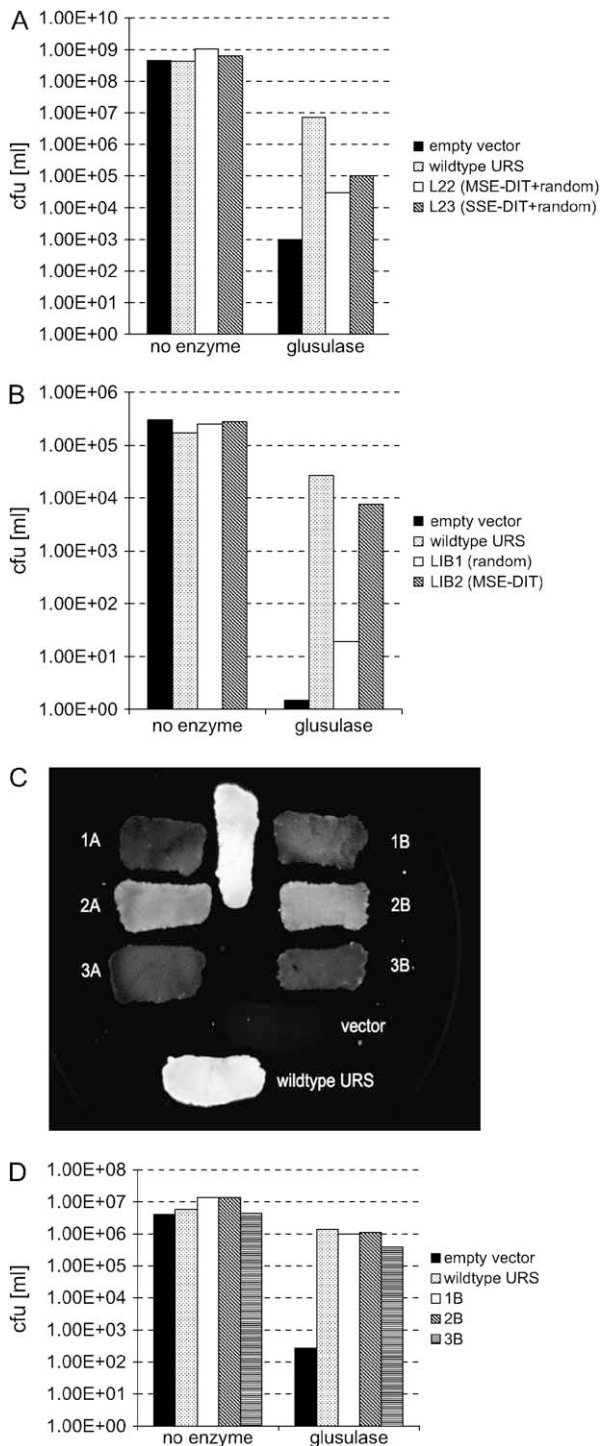 A
1.00E+10
1.00E+09
1.00E+08
1.00E+07
1.00E+06
1.00E+05
1.00E+04
1.00E+03
1.00E+02
1.00E+01
1.00E+00
cfu [ml]
no enzyme
glusulase
empty vector
wildtype URS
L22 (MSE-DIT+random)
L23 (SSE-DIT+random)
B
1.00E+06
1.00E+05
1.00E+04
1.00E+03
1.00E+02
1.00E+01
1.00E+00
cfu [ml]
no enzyme
glusulase
empty vector
wildtype URS
LIB1 (random)
LIB2 (MSE-DIT)
C
1A
1B
2A
2B
3A
3B
vector
wildtype URS
D
1.00E+08
1.00E+07
1.00E+06
1.00E+05
1.00E+04
1.00E+03
1.00E+02
1.00E+01
1.00E+00
cfu [ml]
no enzyme
glusulase
empty vector
wildtype URS
1B
2B
3B